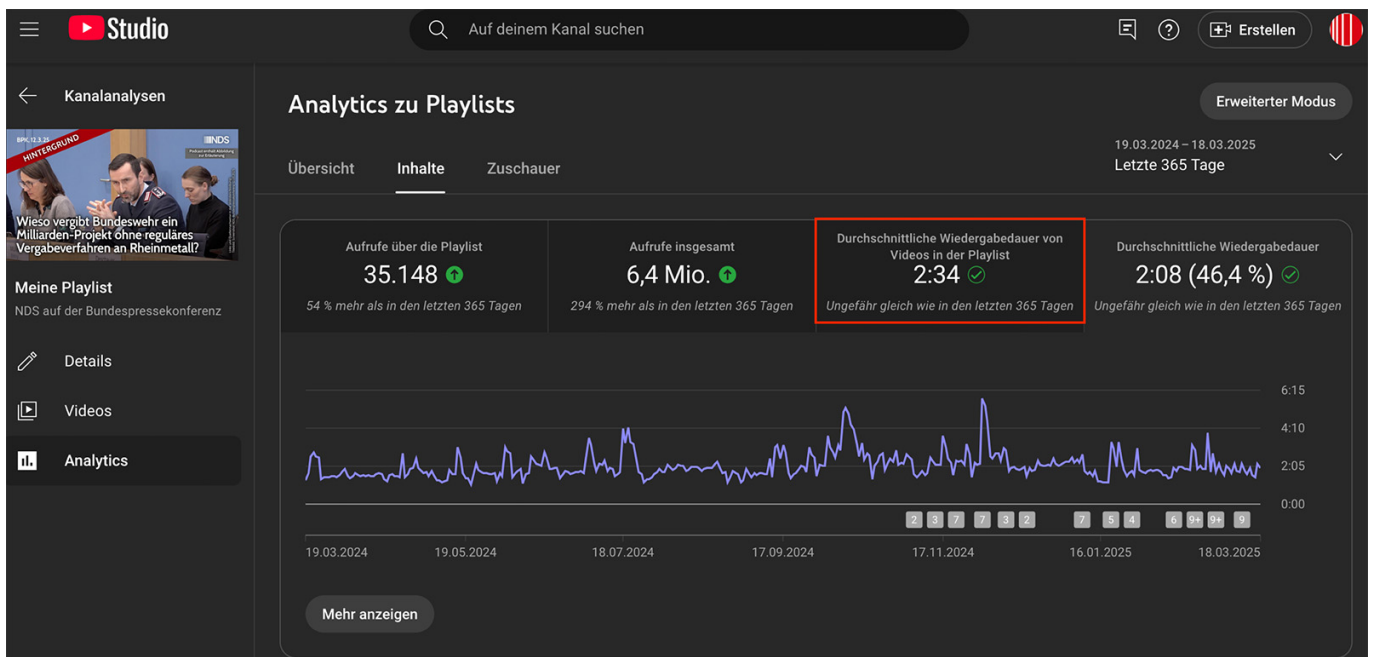 Studio
Auf deinem Kanal suchen
Erstellen
Kanalanalysen
BPK, 12.3.25
HINTERGRUND
NDS
Wieso vergibt Bundeswehr ein
Milliarden-Projekt ohne reguläres
Vergabeverfahren an Rheinmetall?
Meine Playlist
NDS auf der Bundespressekonferenz
Details
Videos
Analytics
Analytics zu Playlists
Erweiterter Modus
Übersicht
Inhalte
Zuschauer
19.03.2024 – 18.03.2025
Letzte 365 Tage
Aufrufe über die Playlist
35.148
54 % mehr als in den letzten 365 Tagen
Aufrufe insgesamt
6,4 Mio.
294 % mehr als in den letzten 365 Tagen
Durchschnittliche Wiedergabedauer von
Videos in der Playlist
2:34
Ungefähr gleich wie in den letzten 365 Tagen
Durchschnittliche Wiedergabedauer
2:08 (46,4 %)
Ungefähr gleich wie in den letzten 365 Tagen
6:15
4:10
2:05
0:00
2 3 7 7 3 2 7 5 4 6 9+ 9+ 9
19.03.2024 19.05.2024 18.07.2024 17.09.2024 17.11.2024 16.01.2025 18.03.2025
Mehr anzeigen